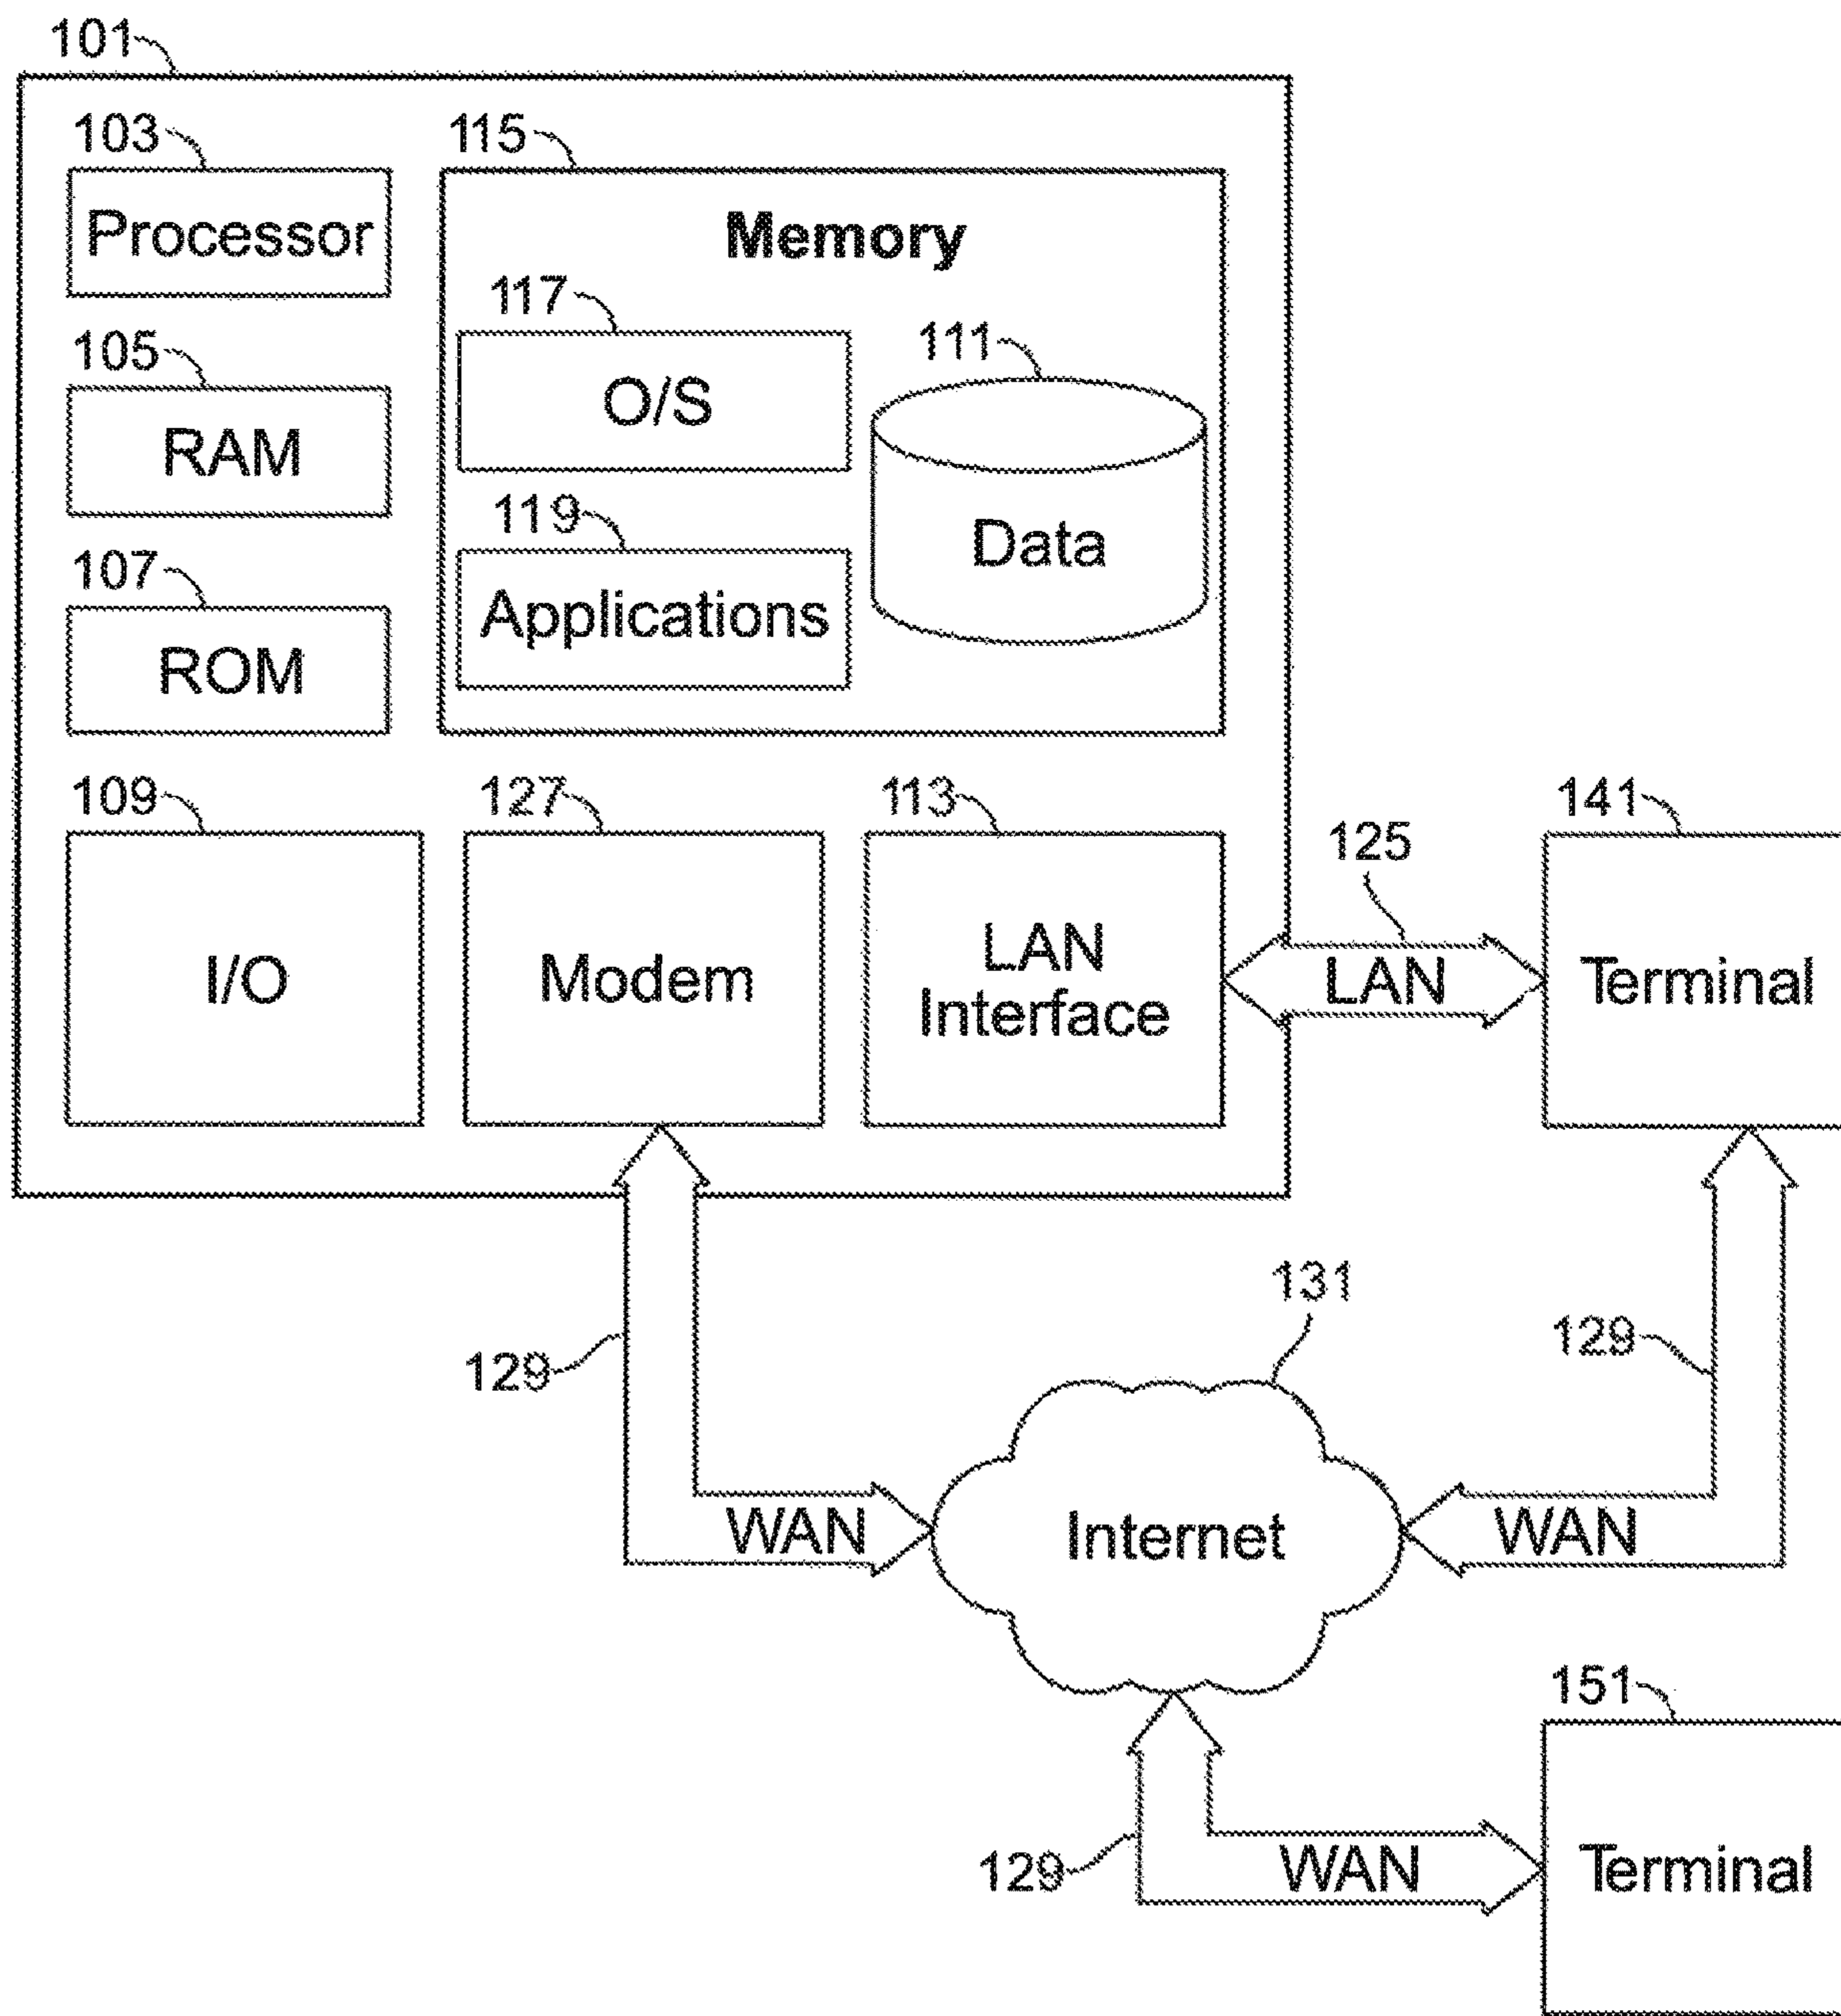 101
103
115
Processor
Memory
117
111
105
O/S
RAM
119
Data
107
Applications
ROM
109
127
113
141
125
I/O
Modem
LAN
Interface
LAN
Terminal
131
129
129
WAN
Internet
WAN
151
129
WAN
Terminal